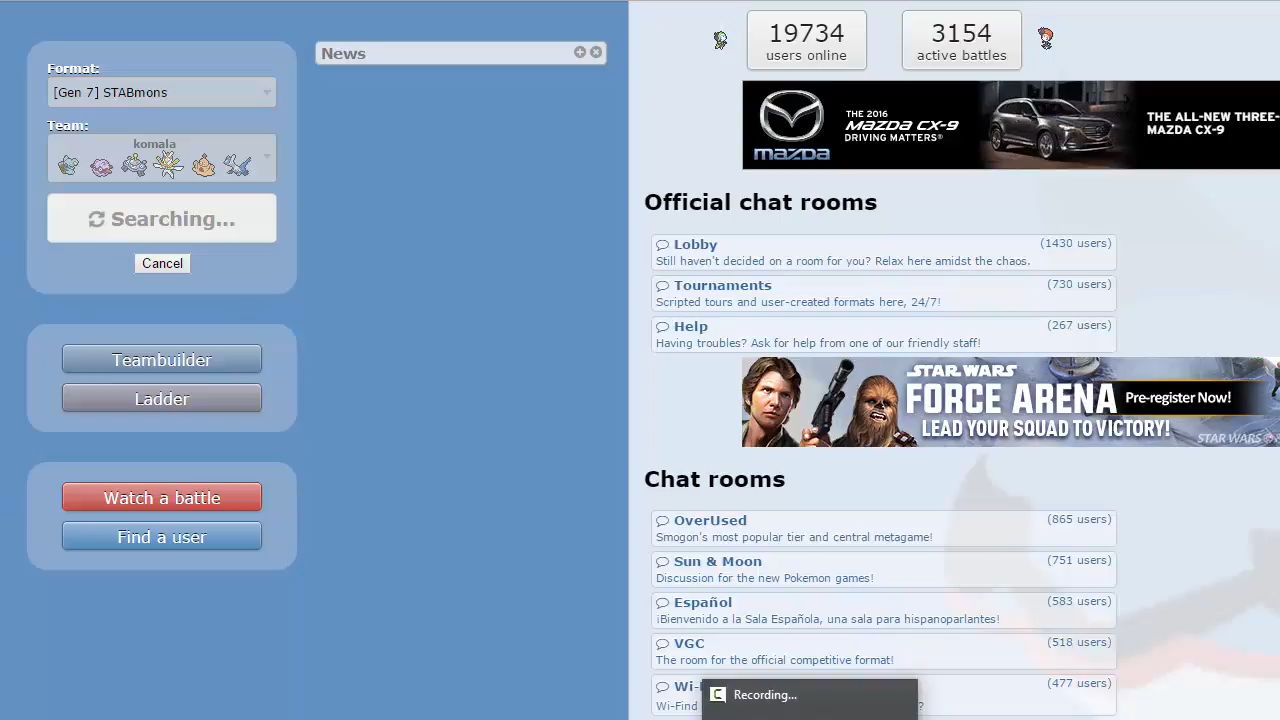 Format:
[Gen 7] STABmons
Team:
komala
Searching...
Cancel
Teambuilder
Ladder
Watch a battle
Find a user
News
19734
users online
3154
active battles
mazda
THE 2016
MAZDA CX-9
DRIVING MATTERS®
THE ALL-NEW THREE-
MAZDA CX-9
Official chat rooms
Lobby (1430 users)
Still haven't decided on a room for you? Relax here amidst the chaos.
Tournaments (730 users)
Scripted tours and user-created formats here, 24/7!
Help (267 users)
Having troubles? Ask for help from one of our friendly staff!
STAR WARS
FORCE ARENA
Pre-register Now!
LEAD YOUR SQUAD TO VICTORY!
STAR WARS
Chat rooms
OverUsed (865 users)
Smogon's most popular tier and central metagame!
Sun & Moon (751 users)
Discussion for the new Pokemon games!
Español (583 users)
¡Bienvenido a la Sala Española, una sala para hispanoparlantes!
VGC (518 users)
The room for the official competitive format!
Wi- (477 users)
Wi-Find ?
Recording...